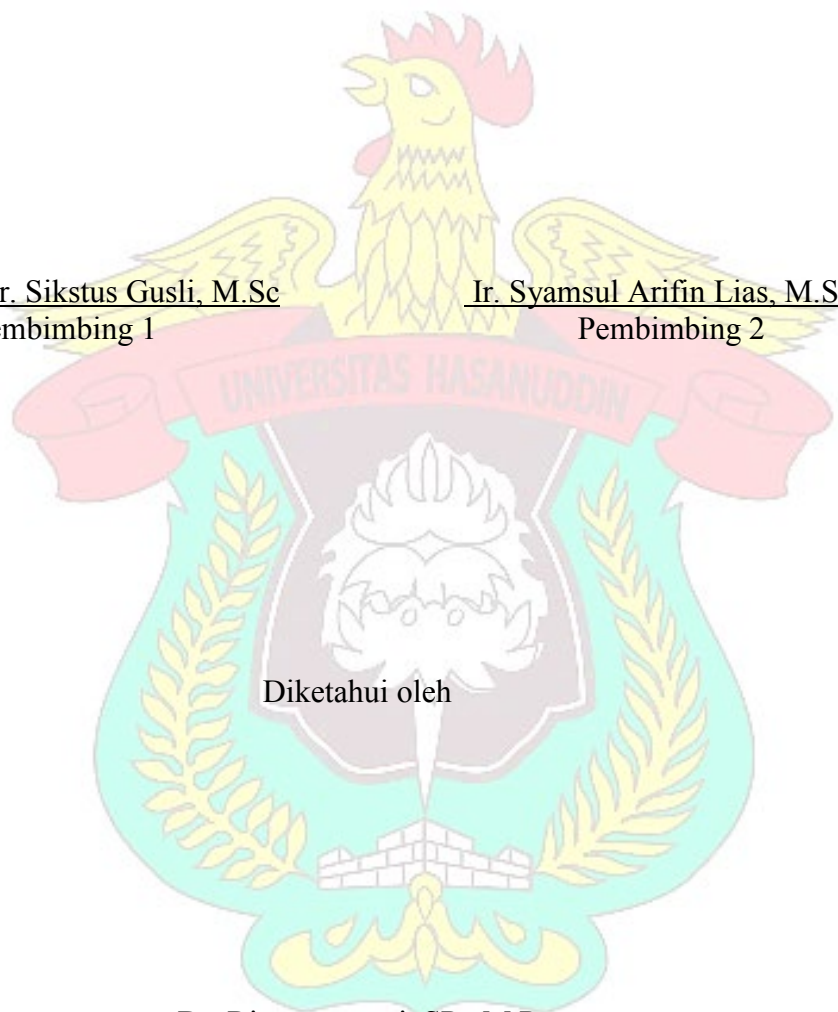 r. Sikstus Gusli, M.Sc Ir. Syamsul Arifin Lias, M.S
embimbing 1 Pembimbing 2
UNIVERSITAS HASANUDDIN
Diketahui oleh